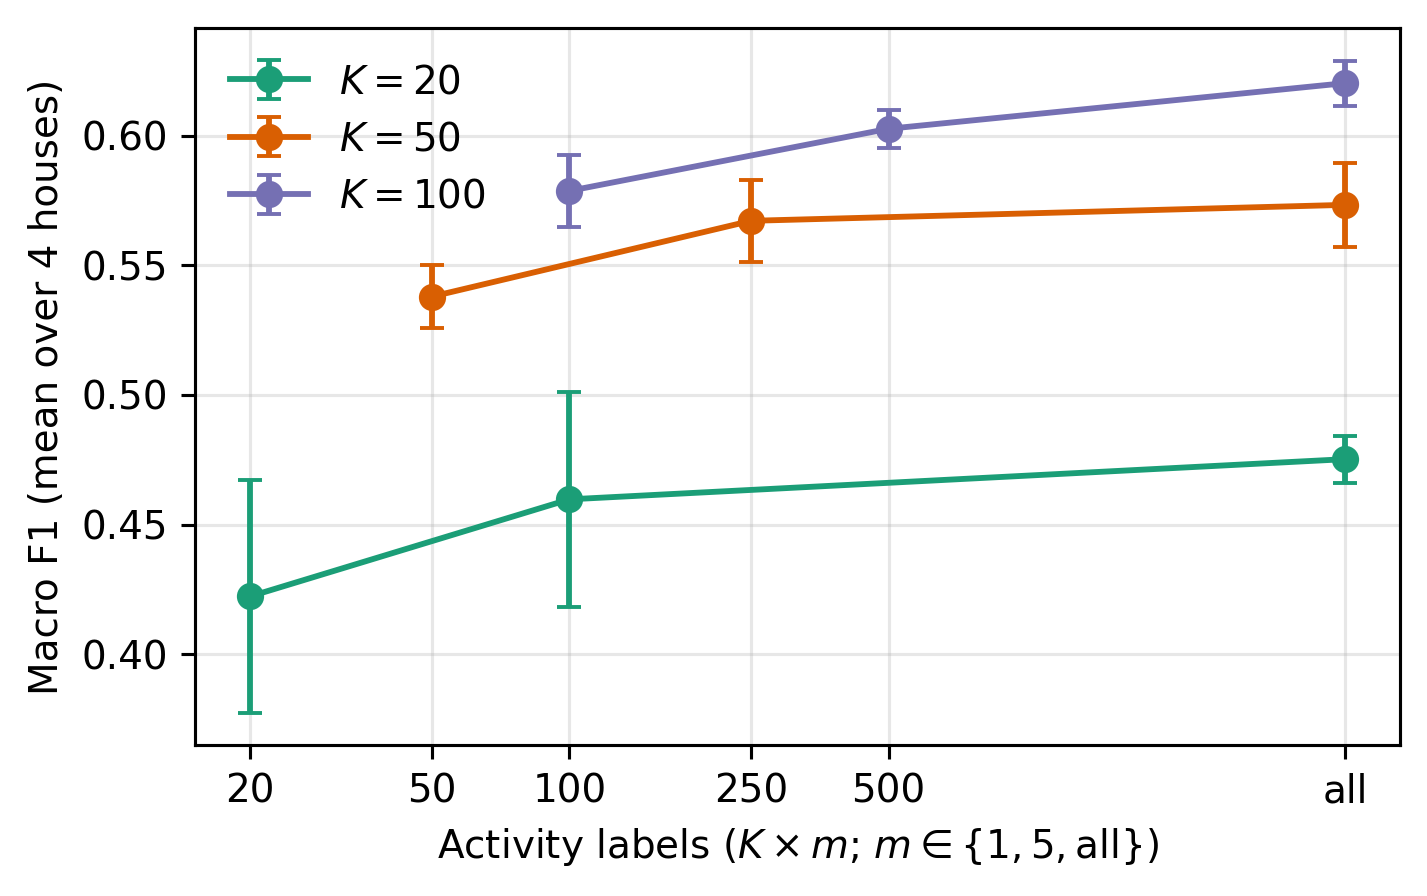 Macro F1 (mean over 4 houses)
0.60
0.55
0.50
0.45
0.40
K = 20
K = 50
K = 100
20 50 100 250 500 all
Activity labels (K × m; m ∈ {1, 5, all})